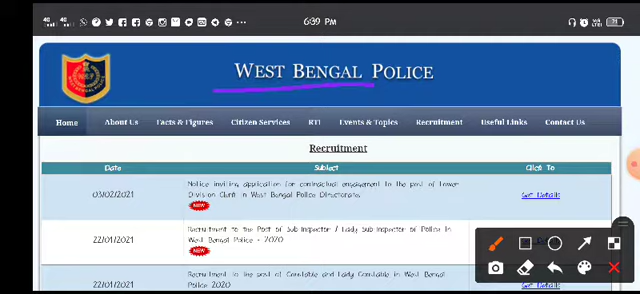 4G 4G 6:39 PM
WEST BENGAL POLICE
Home About Us Facts & Figures Citizen Services RTI Events & Topics Recruitment Useful Links Contact Us
Recruitment
Date Subject Click To
Notice inviting application for contractual engagement to the post of Lower
03/02/2021 Division Clerk in West Bengal Police Directorate. Get Details
NEW
Recruitment to the Post of Sub Inspector / Lady Sub Inspector of Police in
22/01/2021 West Bengal Police - 2020
NEW
Recruitment to the post of Constable and Lady Constable in West Bengal
22/01/2021 Police 2020 Get Details